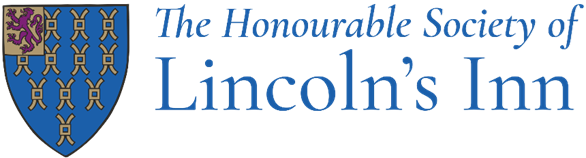 The Honourable Society of
Lincoln’s Inn